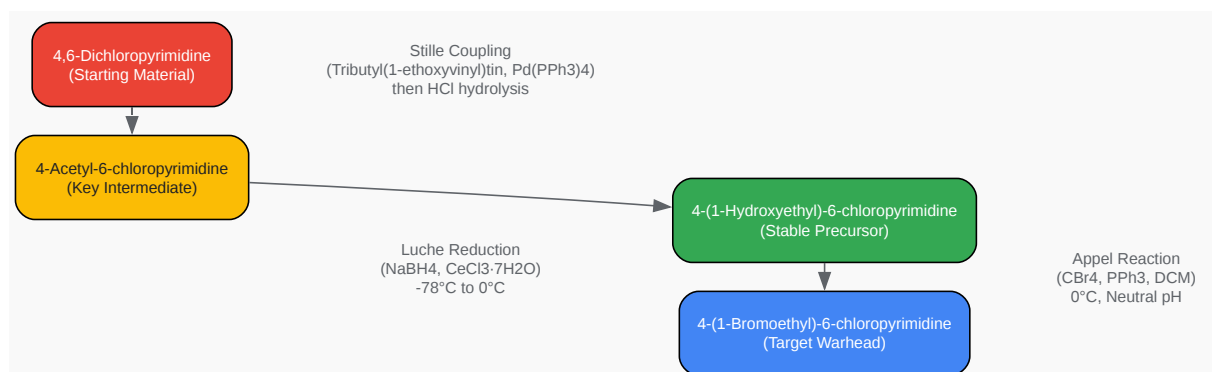 4,6-Dichloropyrimidine
(Starting Material)
Stille Coupling
(Tributyl(1-ethoxyvinyl)tin, Pd(PPh3)4)
then HCl hydrolysis
4-Acetyl-6-chloropyrimidine
(Key Intermediate)
4-(1-Hydroxyethyl)-6-chloropyrimidine
(Stable Precursor)
Luche Reduction
(NaBH4, CeCl3·7H2O)
-78°C to 0°C
Appel Reaction
(CBr4, PPh3, DCM)
0°C, Neutral pH
4-(1-Bromoethyl)-6-chloropyrimidine
(Target Warhead)